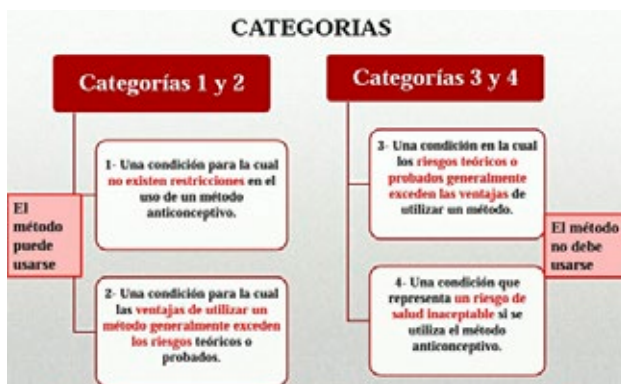 CATEGORIAS
Categorías 1 y 2
1- Una condición para la cual
no existen restricciones en el
uso de un método
anticonceptivo.
El
método
puede
usarse
2- Una condición para la cual
las ventajas de utilizar un
método generalmente exceden
los riesgos teóricos o
probados.
Categorías 3 y 4
3- Una condición en la cual
los riesgos teóricos o
probados generalmente
exceden las ventajas de
utilizar un método.
El método
no debe
usarse
4- Una condición que
representa un riesgo de
salud inaceptable si se
utiliza el método
anticonceptivo.